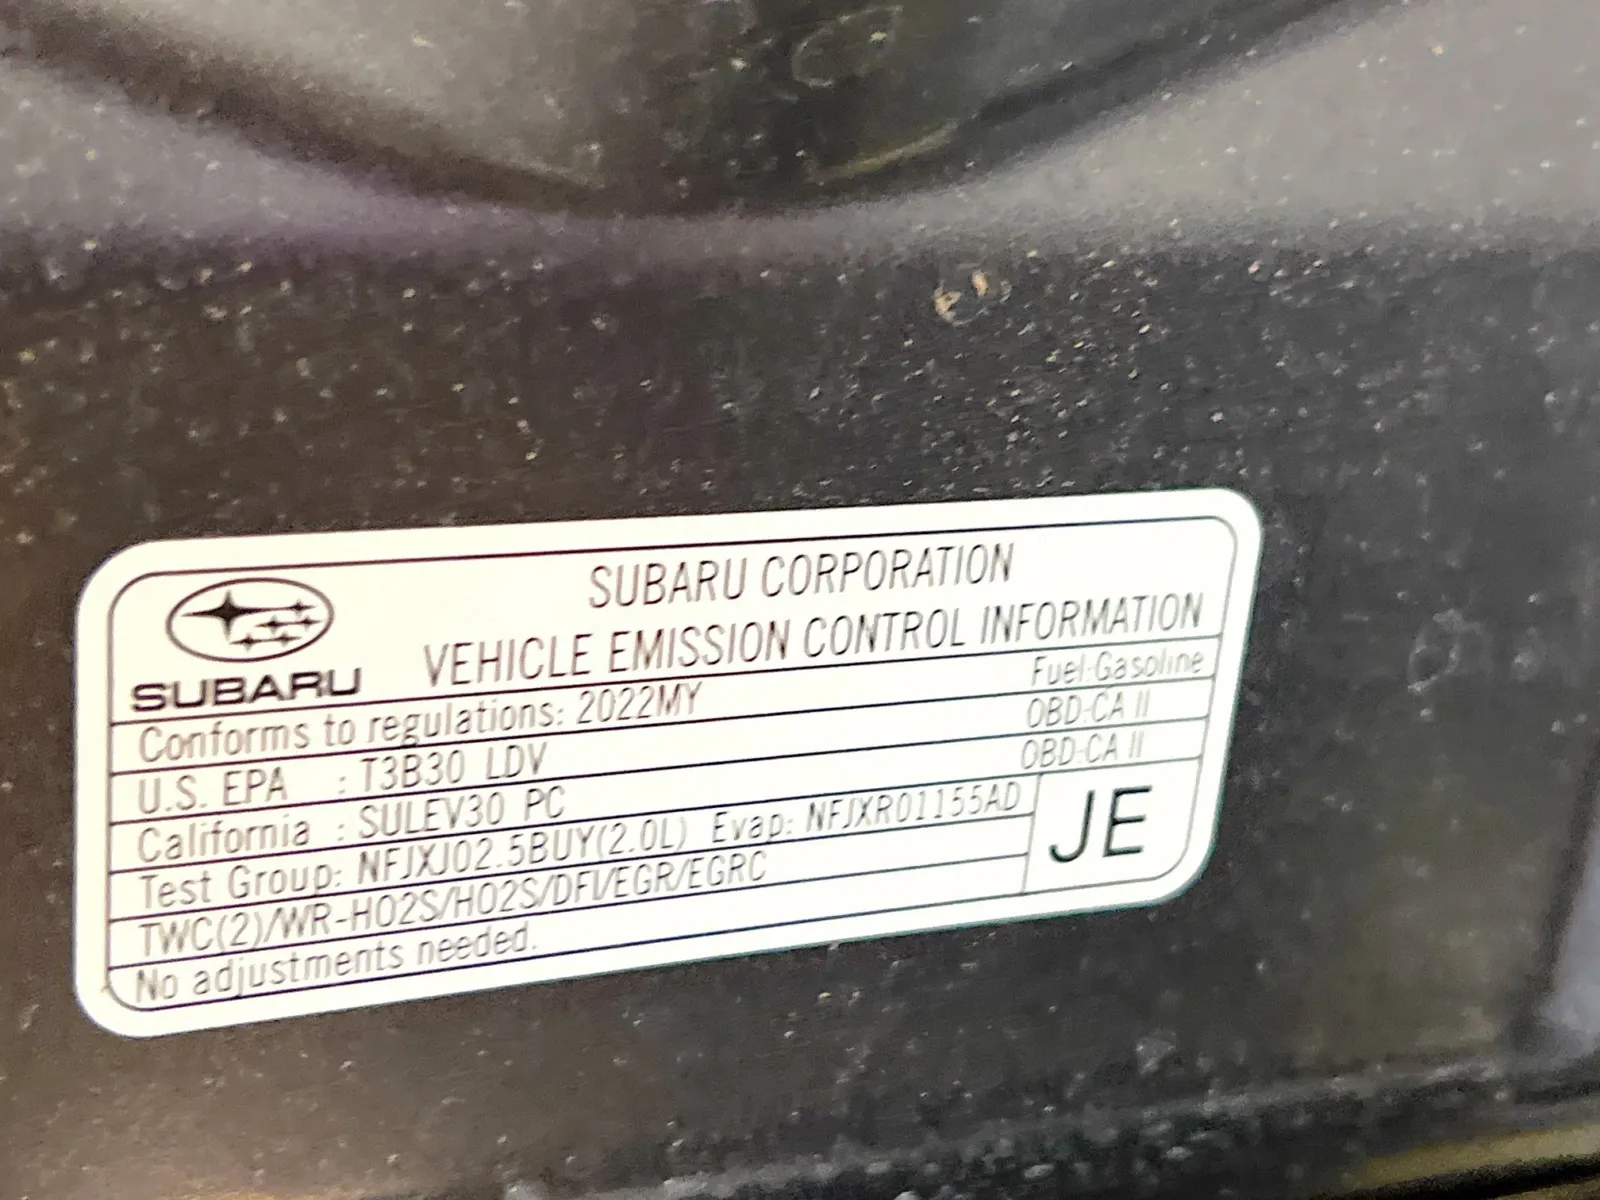 SUBARU CORPORATION
SUBARU
VEHICLE EMISSION CONTROL INFORMATION
Conforms to regulations: 2022MY Fuel:Gasoline
U.S. EPA : T3B30 LDV OBD:CA II
California : SULEV30 PC OBD:CA II
Test Group: NFJXJ02.5BUY(2.0L) Evap: NFJXR01155AD
TWC(2)/WR-HO2S/HO2S/DFI/EGR/EGRC
No adjustments needed.
JE